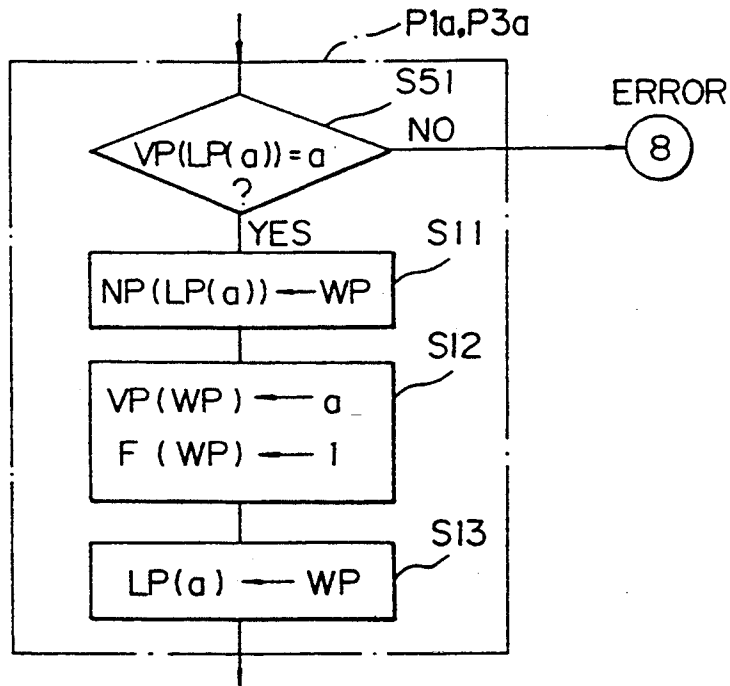 P1a,P3a
S51
ERROR
NO
8
VP(LP(a))=a
?
YES
S11
NP(LP(a)) ← WP
S12
VP(WP) ← a
F (WP) ← 1
S13
LP(a) ← WP